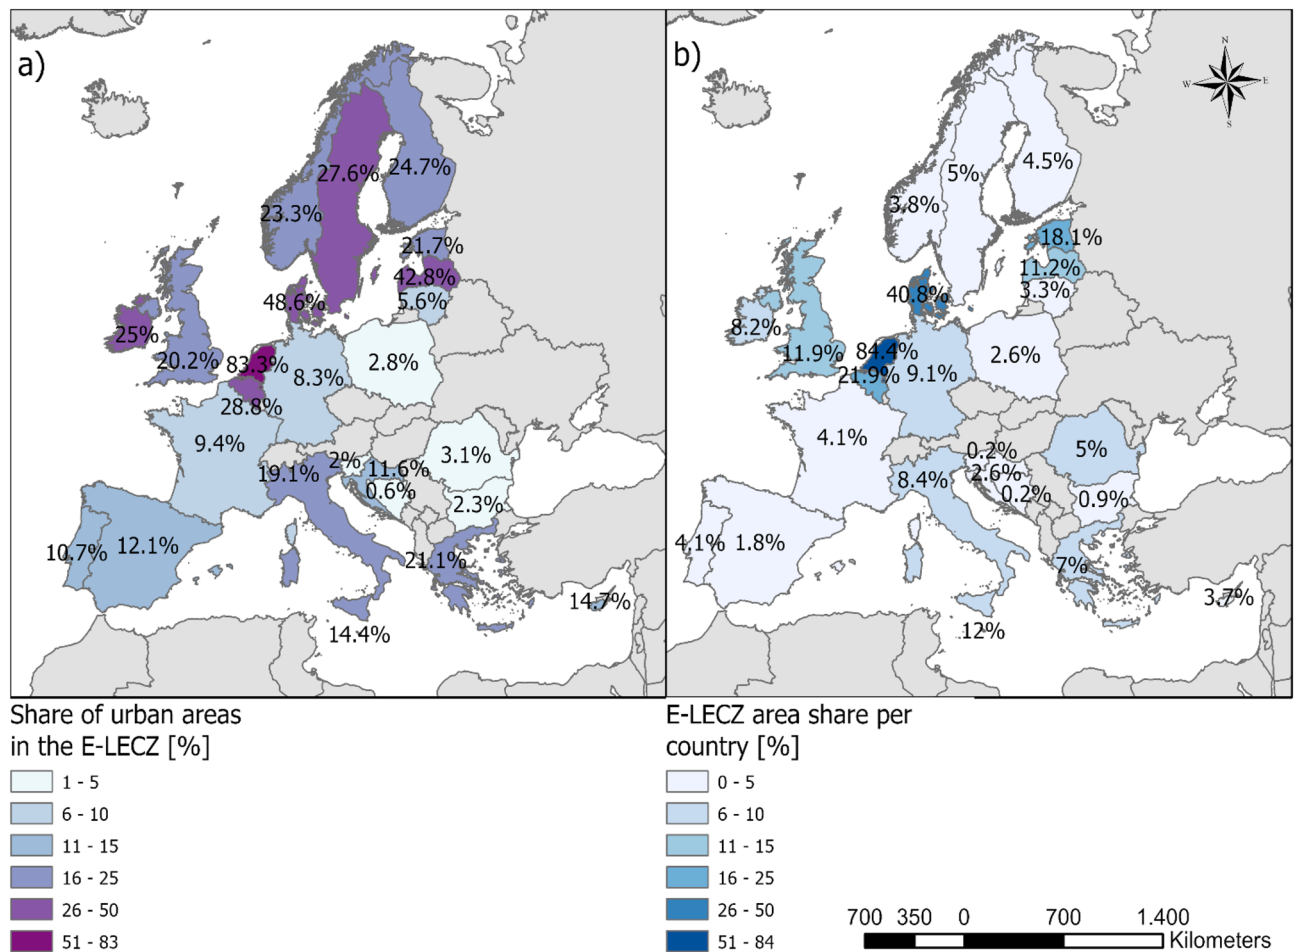 a)
27.6%
24.7%
23.3%
21.7%
42.8%
5.6%
48.6%
25%
20.2%
83.3%
2.8%
8.3%
28.8%
9.4%
3.1%
2%
11.6%
19.1%
0.6%
2.3%
10.7%
12.1%
21.1%
14.7%
14.4%
b)
N
W
E
S
4.5%
5%
3.8%
18.1%
11.2%
3.3%
40.8%
8.2%
11.9%
84.4%
2.6%
21.9%
9.1%
4.1%
5%
0.2%
2.6%
8.4%
0.2%
0.9%
4.1%
1.8%
7%
3.7%
12%
Share of urban areas
in the E-LECZ [%]
1 - 5
6 - 10
11 - 15
16 - 25
26 - 50
51 - 83
E-LECZ area share per
country [%]
0 - 5
6 - 10
11 - 15
16 - 25
26 - 50
51 - 84
700 350 0 700 1.400
Kilometers